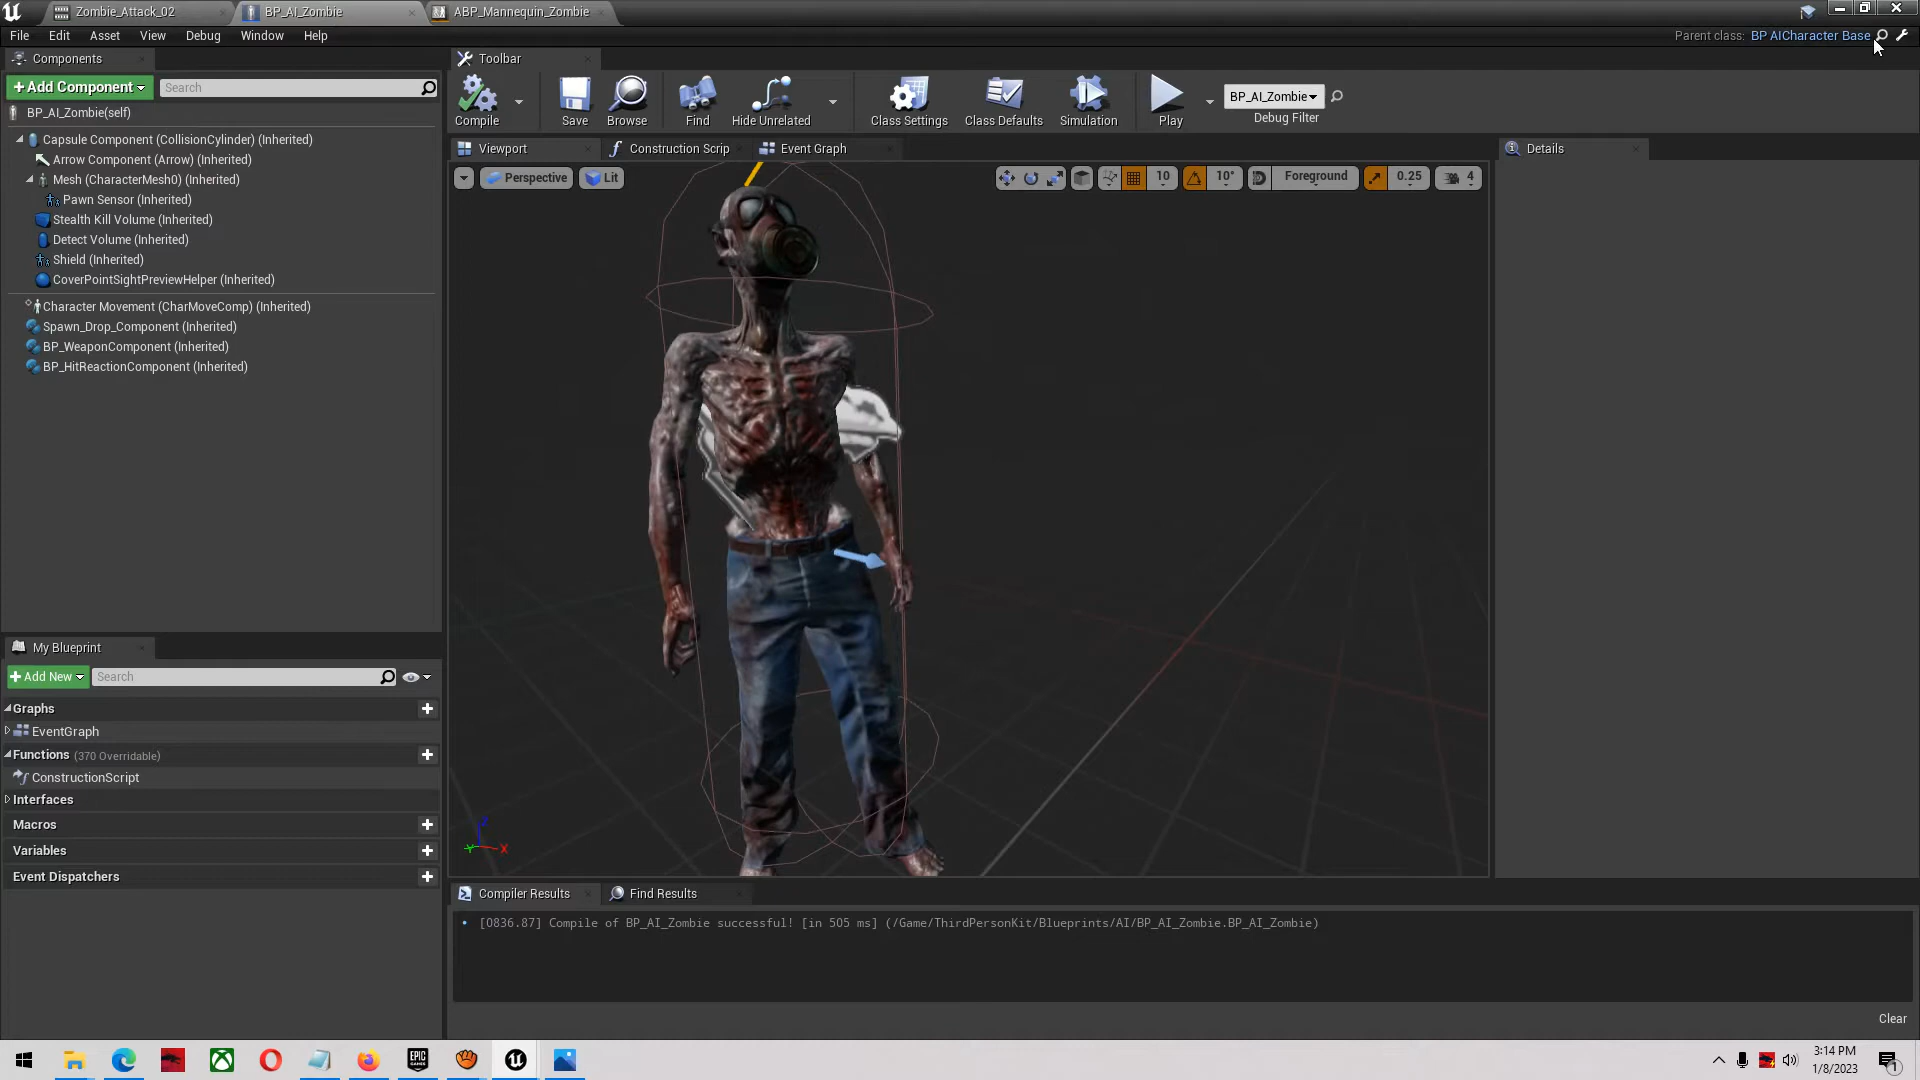 Zombie_Attack_02
BP_AI_Zombie
ABP_Mannequin_Zombie
File Edit Asset View Debug Window Help
Parent class: BP AICharacter Base
Components
+ Add Component
Search
BP_AI_Zombie(self)
Capsule Component (CollisionCylinder) (Inherited)
Arrow Component (Arrow) (Inherited)
Mesh (CharacterMesh0) (Inherited)
Pawn Sensor (Inherited)
Stealth Kill Volume (Inherited)
Detect Volume (Inherited)
Shield (Inherited)
CoverPointSightPreviewHelper (Inherited)
Character Movement (CharMoveComp) (Inherited)
Spawn_Drop_Component (Inherited)
BP_WeaponComponent (Inherited)
BP_HitReactionComponent (Inherited)
My Blueprint
+ Add New
Search
Graphs
EventGraph
Functions (370 Overridable)
ConstructionScript
Interfaces
Macros
Variables
Event Dispatchers
Toolbar
Compile
Save
Browse
Find
Hide Unrelated
Class Settings
Class Defaults
Simulation
Play
BP_AI_Zombie
Debug Filter
Viewport
Construction Scrip
Event Graph
Perspective
Lit
10
10°
Foreground
0.25
4
Z
Y
X
Details
Compiler Results
Find Results
[0836.87] Compile of BP_AI_Zombie successful! [in 505 ms] (/Game/ThirdPersonKit/Blueprints/AI/BP_AI_Zombie.BP_AI_Zombie)
Clear
EPIC GAMES
3:14 PM
1/8/2023
1